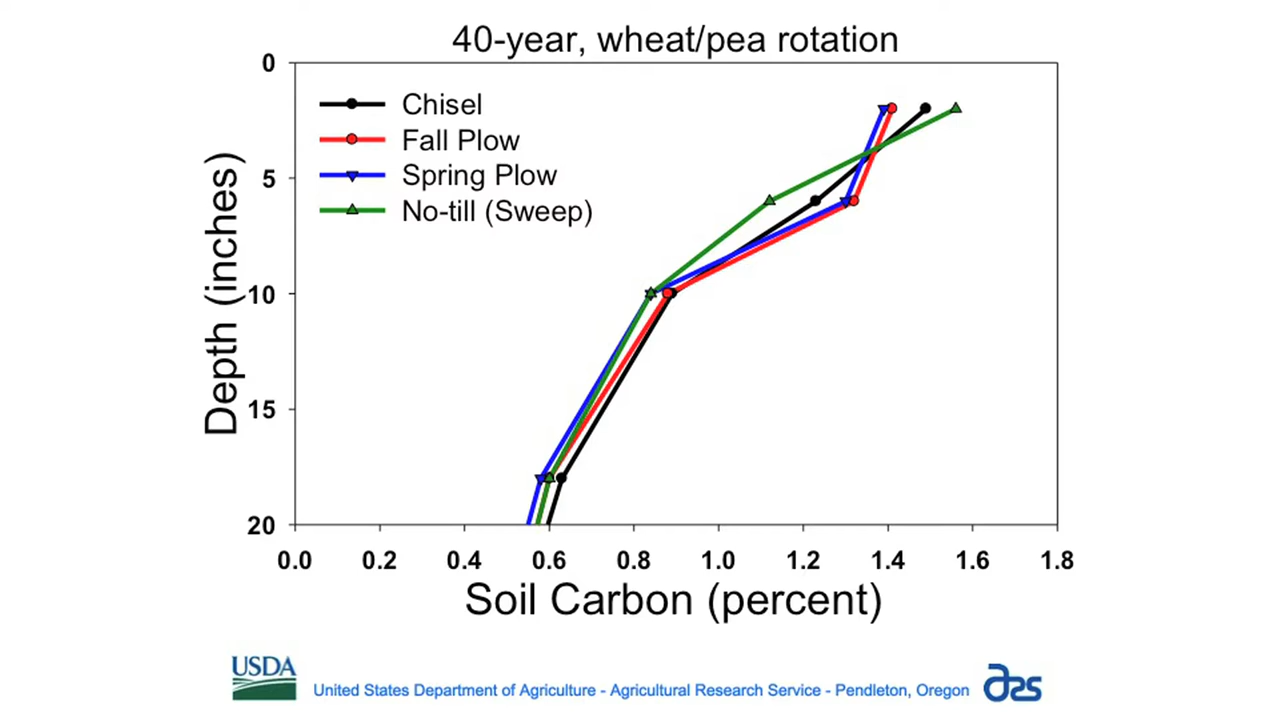 40-year, wheat/pea rotation
0
Chisel
Fall Plow
5
Spring Plow
No-till (Sweep)
Depth (inches)
10
15
20
0.0 0.2 0.4 0.6 0.8 1.0 1.2 1.4 1.6 1.8
Soil Carbon (percent)
USDA
United States Department of Agriculture - Agricultural Research Service - Pendleton, Oregon
ars